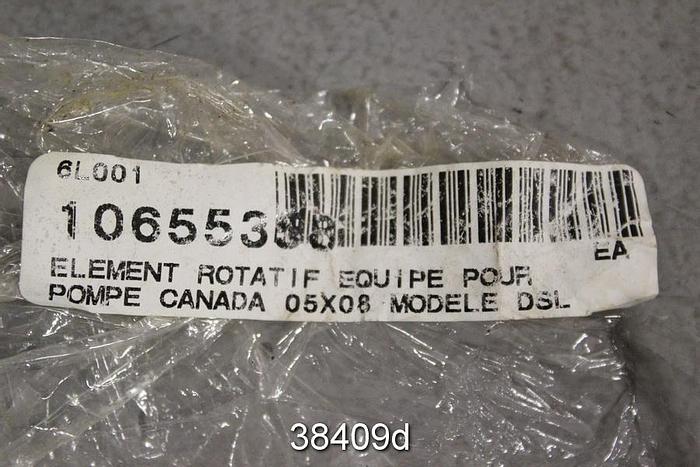 6L001
EA
ELEMENT ROTATIF EQUIPE POUR
POMPE CANADA 05X08 MODELE DSL
38409d